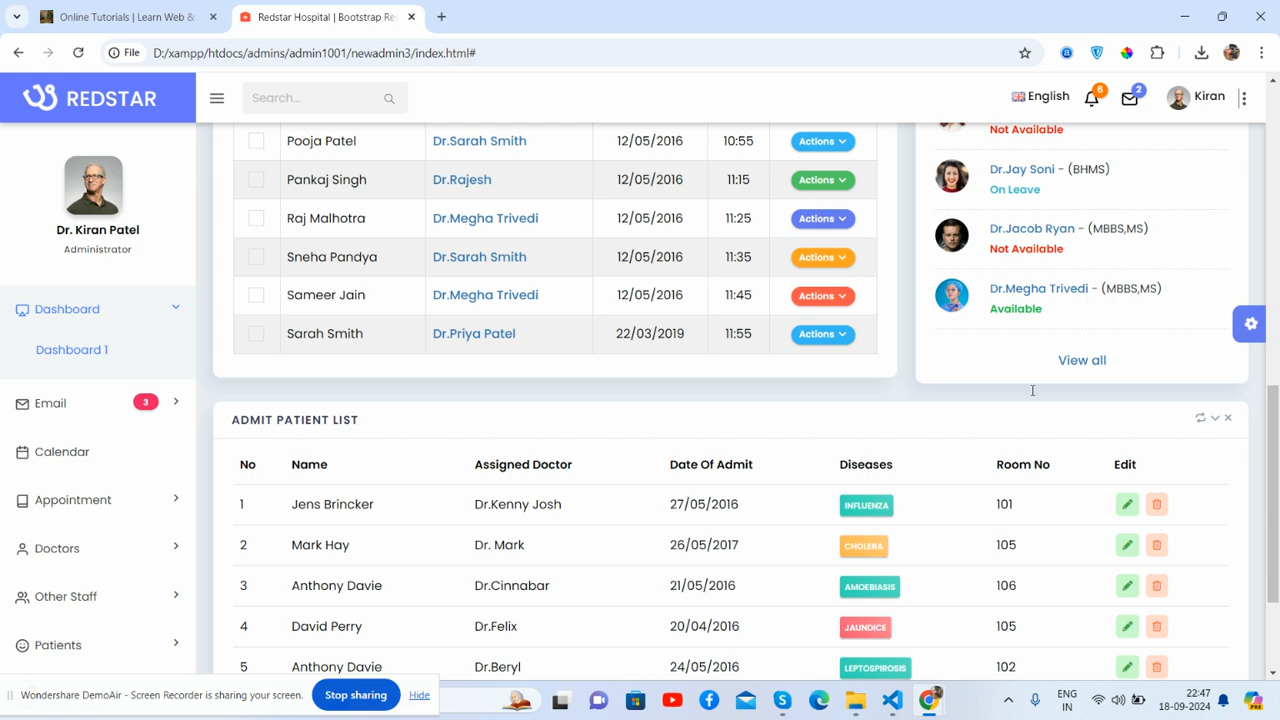 Online Tutorials | Learn Web &
Redstar Hospital | Bootstrap Re
File
D:/xampp/htdocs/admins/admin1001/newadmin3/index.html#
REDSTAR
Search...
English
6
2
Kiran
Dr. Kiran Patel
Administrator
Dashboard
Dashboard 1
Email
3
Calendar
Appointment
Doctors
Other Staff
Patients
Pooja Patel Dr.Sarah Smith 12/05/2016 10:55 Actions
Pankaj Singh Dr.Rajesh 12/05/2016 11:15 Actions
Raj Malhotra Dr.Megha Trivedi 12/05/2016 11:25 Actions
Sneha Pandya Dr.Sarah Smith 12/05/2016 11:35 Actions
Sameer Jain Dr.Megha Trivedi 12/05/2016 11:45 Actions
Sarah Smith Dr.Priya Patel 22/03/2019 11:55 Actions
Not Available
Dr.Jay Soni - (BHMS)
On Leave
Dr.Jacob Ryan - (MBBS,MS)
Not Available
Dr.Megha Trivedi - (MBBS,MS)
Available
View all
ADMIT PATIENT LIST
No Name Assigned Doctor Date Of Admit Diseases Room No Edit
1 Jens Brincker Dr.Kenny Josh 27/05/2016 INFLUENZA 101
2 Mark Hay Dr. Mark 26/05/2017 CHOLERA 105
3 Anthony Davie Dr.Cinnabar 21/05/2016 AMOEBIASIS 106
4 David Perry Dr.Felix 20/04/2016 JAUNDICE 105
5 Anthony Davie Dr.Beryl 24/05/2016 LEPTOSPIROSIS 102
Wondershare DemoAir - Screen Recorder is sharing your screen.
Stop sharing
Hide
ENG
IN
22:47
18-09-2024